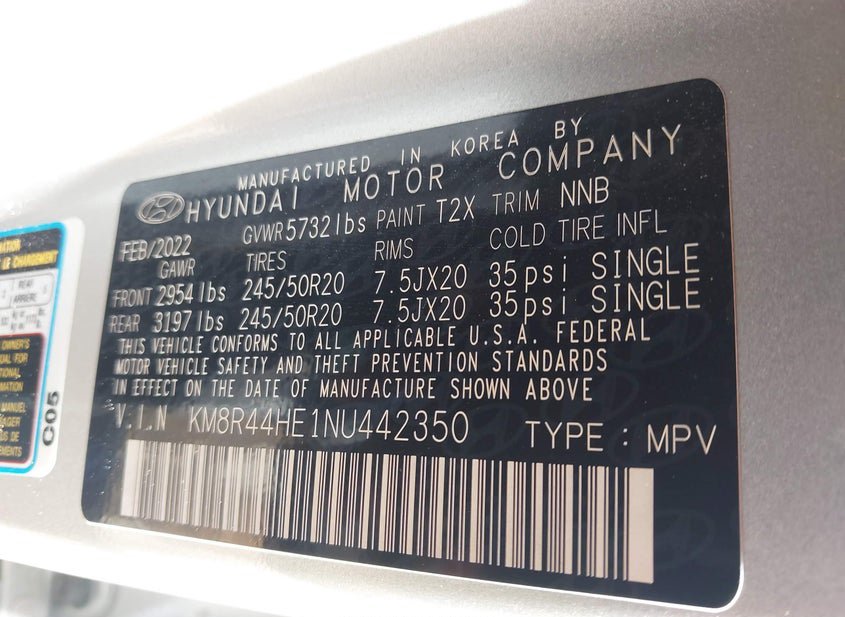 MANUFACTURED IN KOREA BY
HYUNDAI MOTOR COMPANY
FEB/2022 GVWR 5732 lbs PAINT T2X TRIM NNB
GAWR TIRES RIMS COLD TIRE INFL
FRONT 2954 lbs 245/50R20 7.5JX20 35psi SINGLE
REAR 3197 lbs 245/50R20 7.5JX20 35psi SINGLE
THIS VEHICLE CONFORMS TO ALL APPLICABLE U.S.A. FEDERAL
MOTOR VEHICLE SAFETY AND THEFT PREVENTION STANDARDS
IN EFFECT ON THE DATE OF MANUFACTURE SHOWN ABOVE
V.I.N KM8R44HE1NU442350 TYPE : MPV
REAR
OWNER'S
C05